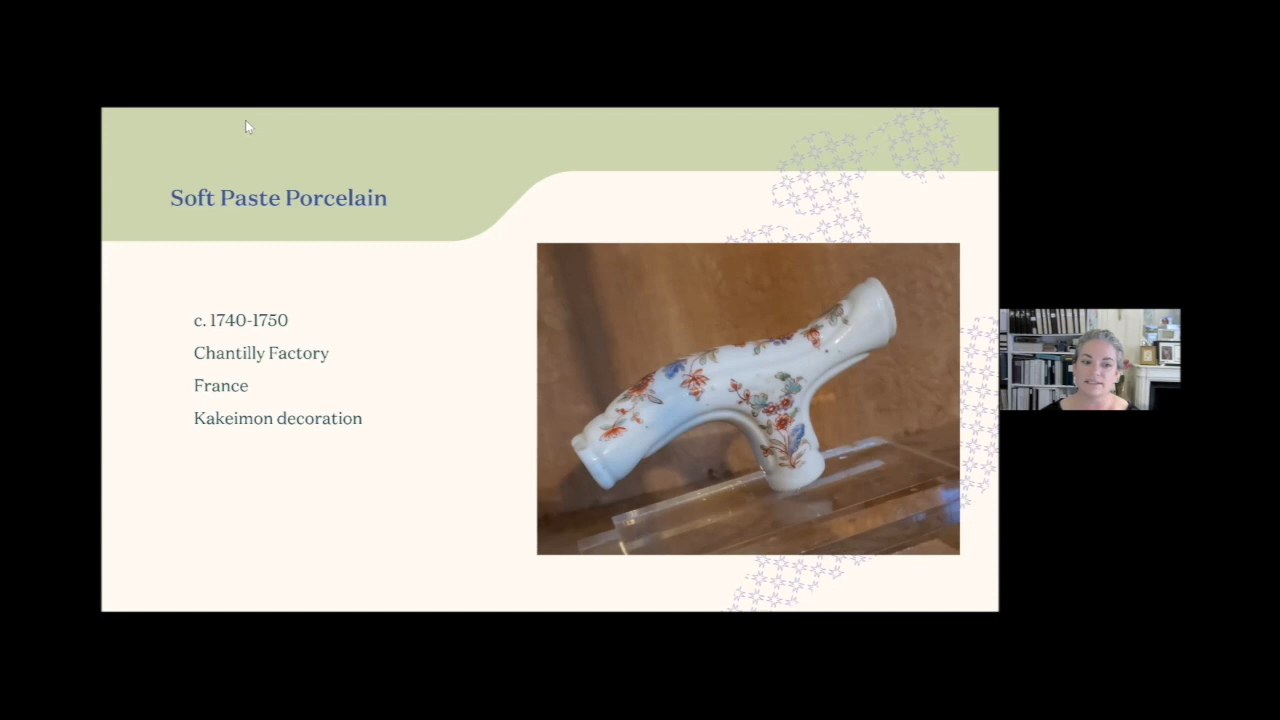 Soft Paste Porcelain
c. 1740-1750
Chantilly Factory
France
Kakeimon decoration